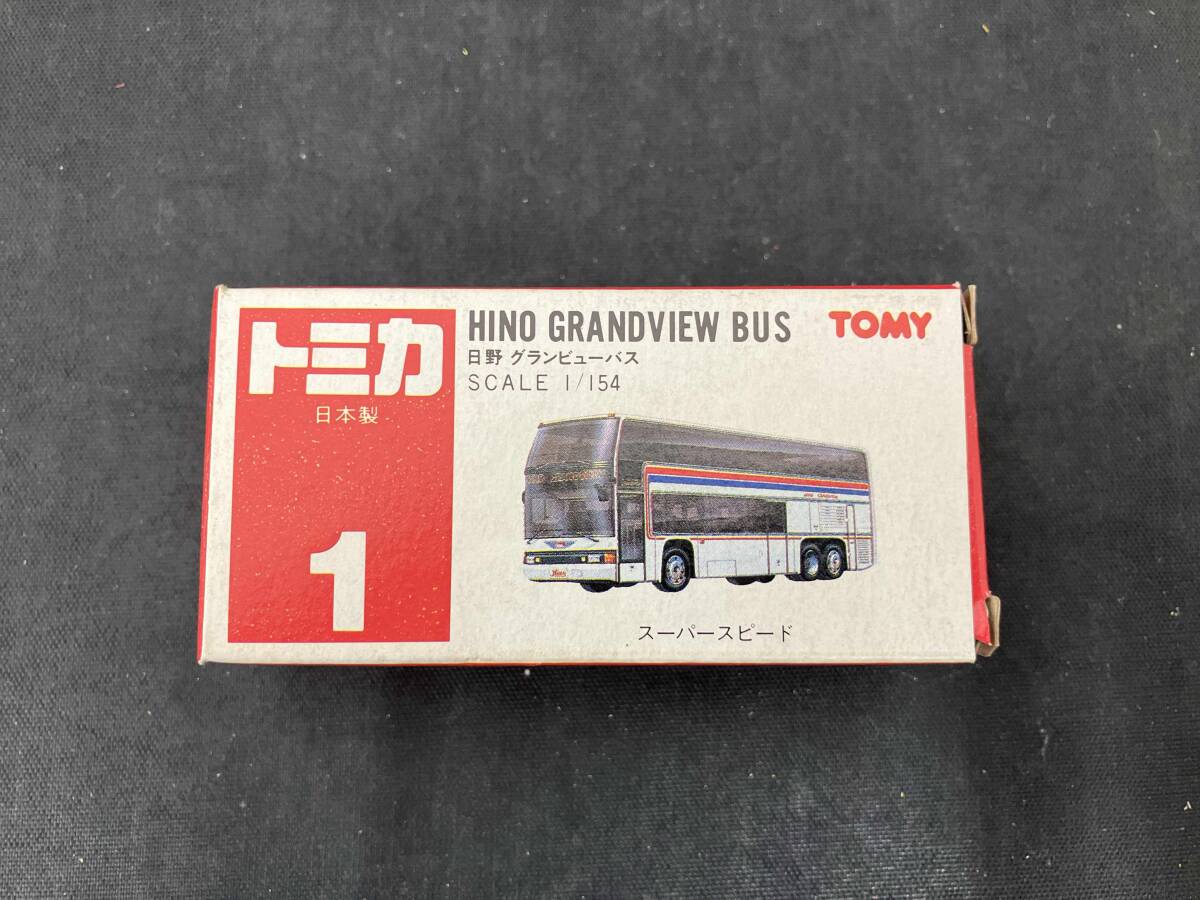 トミカ
日本製
1
HINO GRANDVIEW BUS
TOMY
日野 グランビューバス
SCALE 1/154
スーパースピード